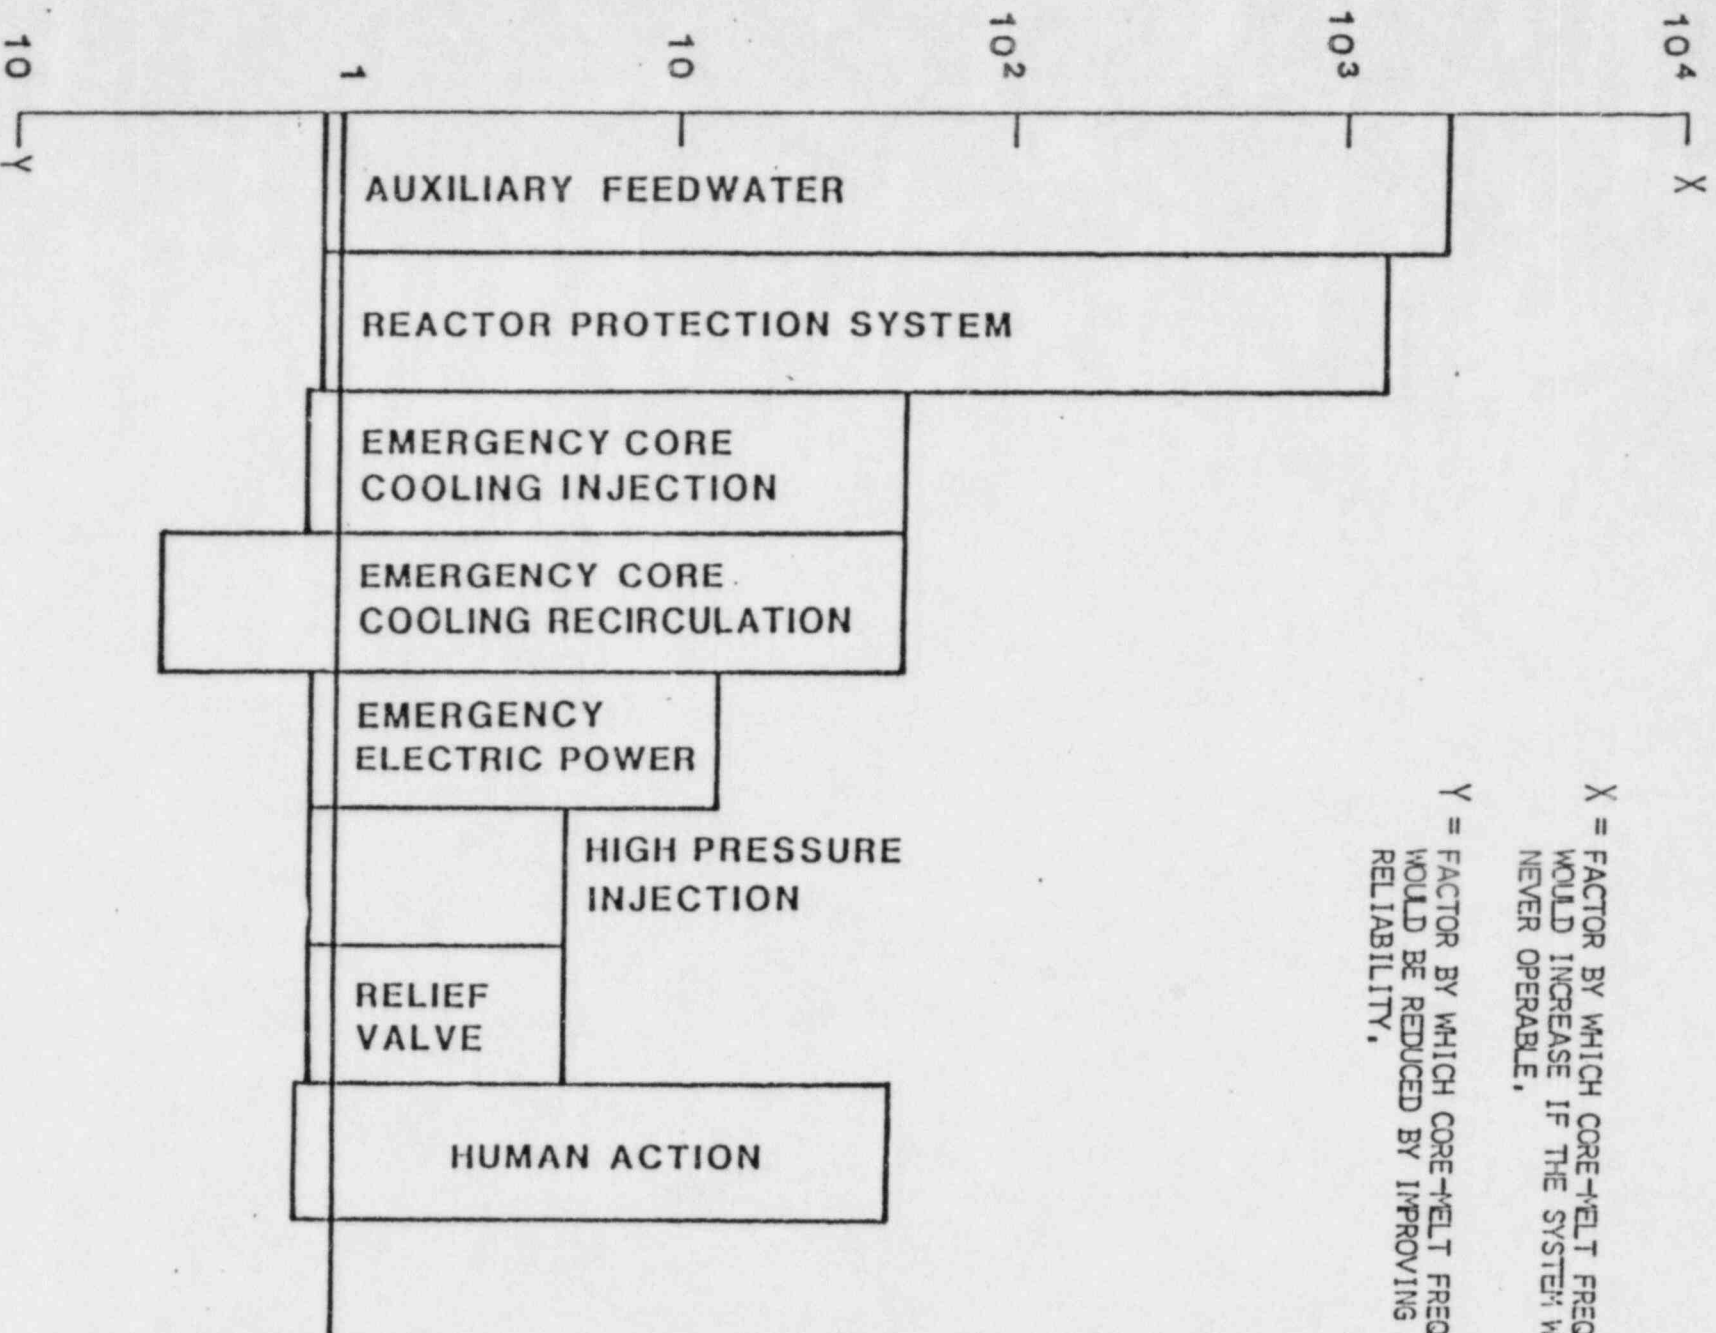 10
1
10
10²
10³
10⁴
Y
X
AUXILIARY FEEDWATER
REACTOR PROTECTION SYSTEM
EMERGENCY CORE
COOLING INJECTION
EMERGENCY CORE
COOLING RECIRCULATION
EMERGENCY
ELECTRIC POWER
HIGH PRESSURE
INJECTION
RELIEF
VALVE
HUMAN ACTION
X = FACTOR BY WHICH CORE-MELT FREQ
WOULD INCREASE IF THE SYSTEM W
NEVER OPERABLE.
Y = FACTOR BY WHICH CORE-MELT FREQ
WOULD BE REDUCED BY IMPROVING
RELIABILITY.